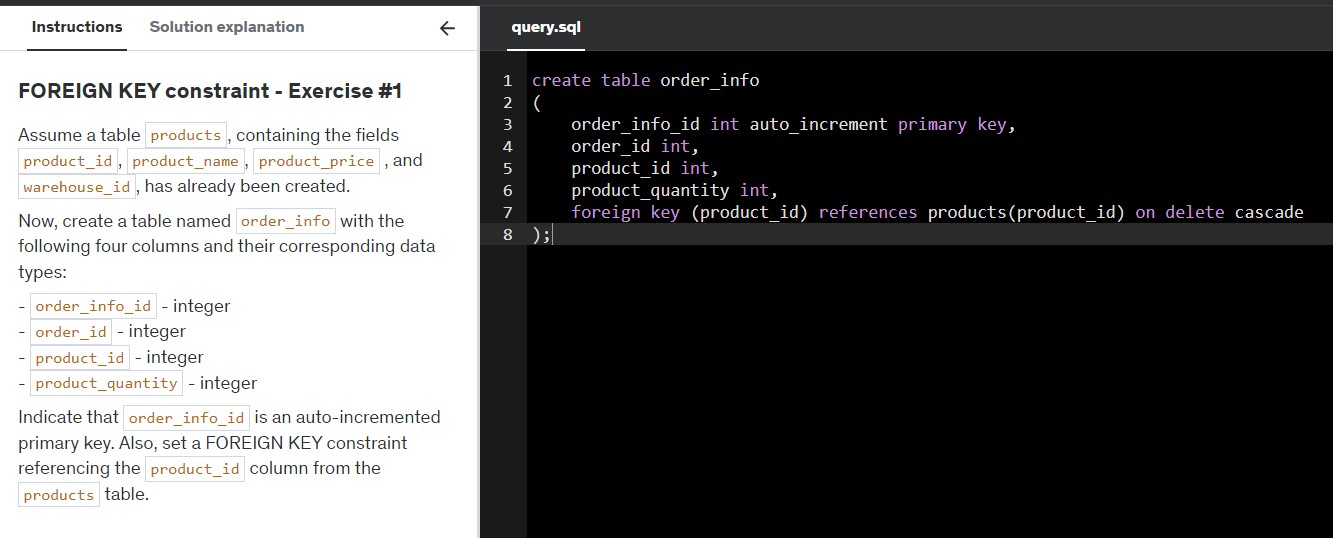 Instructions Solution explanation ←
FOREIGN KEY constraint - Exercise #1
Assume a table products, containing the fields
product_id, product_name, product_price , and
warehouse_id, has already been created.
Now, create a table named order_info with the
following four columns and their corresponding data
types:
- order_info_id - integer
- order_id - integer
- product_id - integer
- product_quantity - integer
Indicate that order_info_id is an auto-incremented
primary key. Also, set a FOREIGN KEY constraint
referencing the product_id column from the
products table.
query.sql
1 create table order_info
2 (
3     order_info_id int auto_increment primary key,
4     order_id int,
5     product_id int,
6     product_quantity int,
7     foreign key (product_id) references products(product_id) on delete cascade
8 );